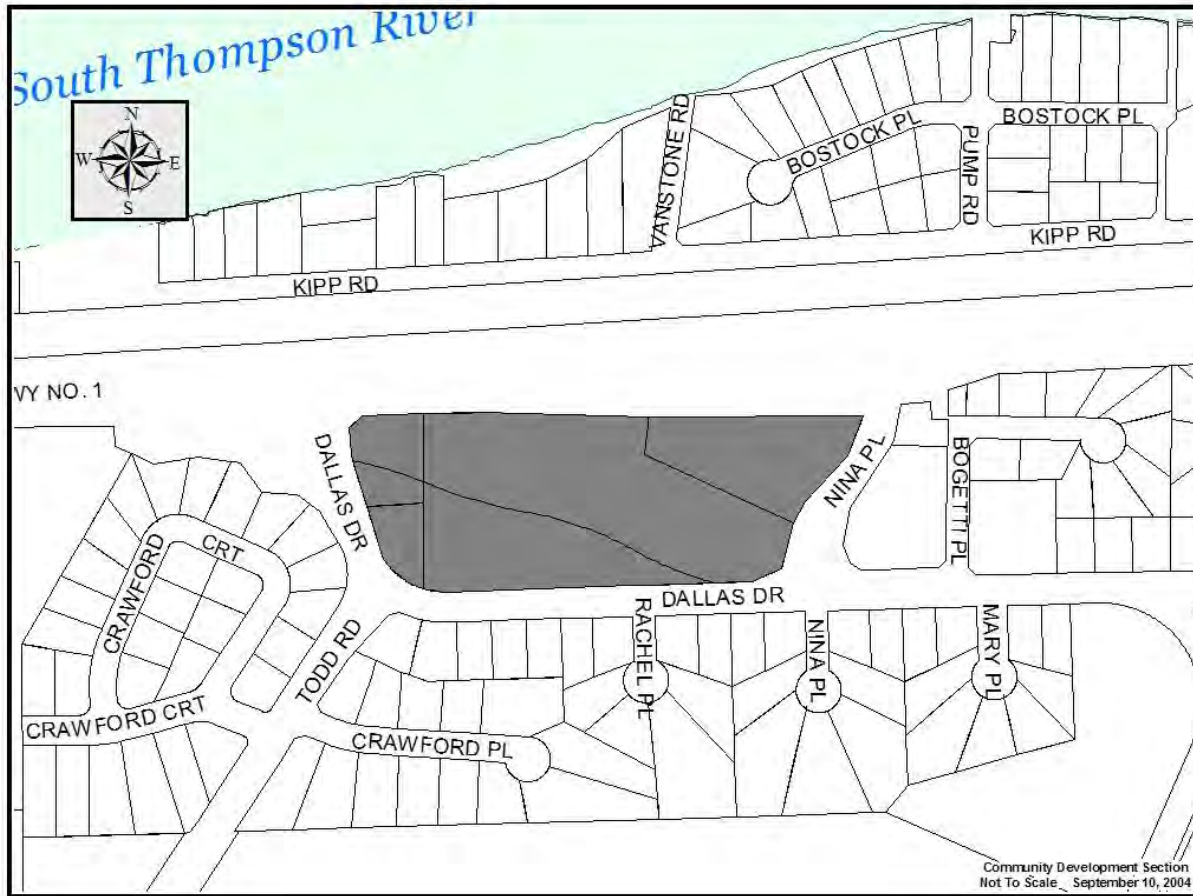 South Thompson River
N
W E
S
VANSTONE RD
BOSTOCK PL
PUMP RD
BOSTOCK PL
KIPP RD
KIPP RD
WY NO. 1
DALLAS DR
NINA PL
BOGETTI PL
CRAWFORD
CRT
TODD RD
DALLAS DR
RACHEL PL
NINA PL
MARY PL
CRAWFORD CRT
CRAWFORD PL
Community Development Section
Not To Scale September 10, 2004